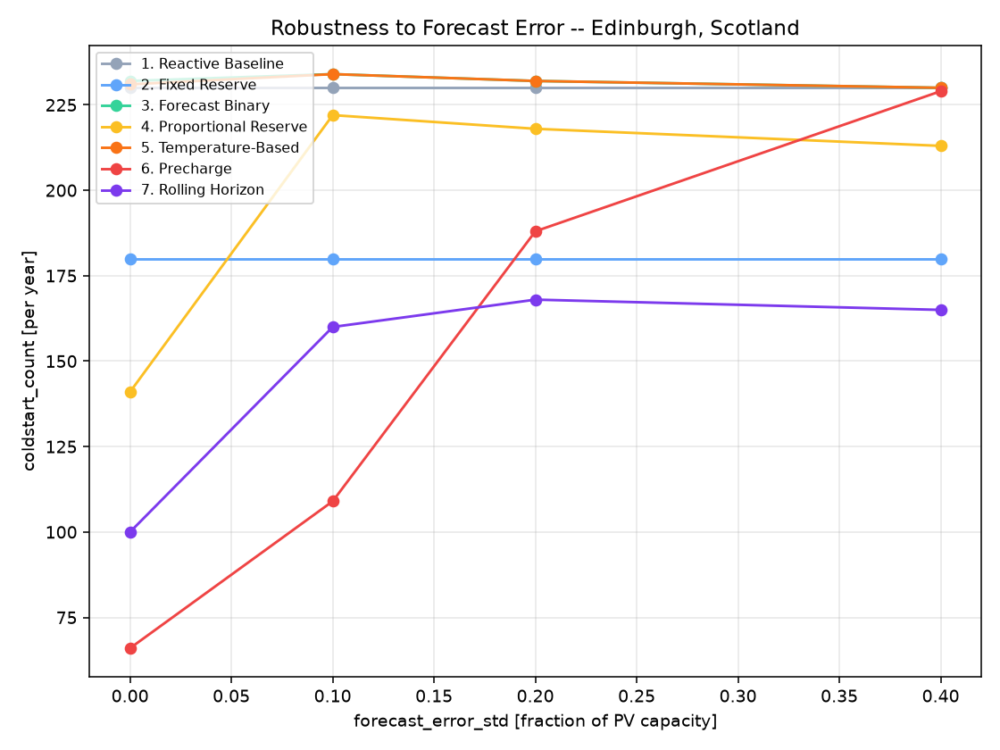 Robustness to Forecast Error -- Edinburgh, Scotland
1. Reactive Baseline
2. Fixed Reserve
3. Forecast Binary
4. Proportional Reserve
5. Temperature-Based
6. Precharge
7. Rolling Horizon
225
200
175
150
125
100
75
coldstart_count [per year]
0.00 0.05 0.10 0.15 0.20 0.25 0.30 0.35 0.40
forecast_error_std [fraction of PV capacity]